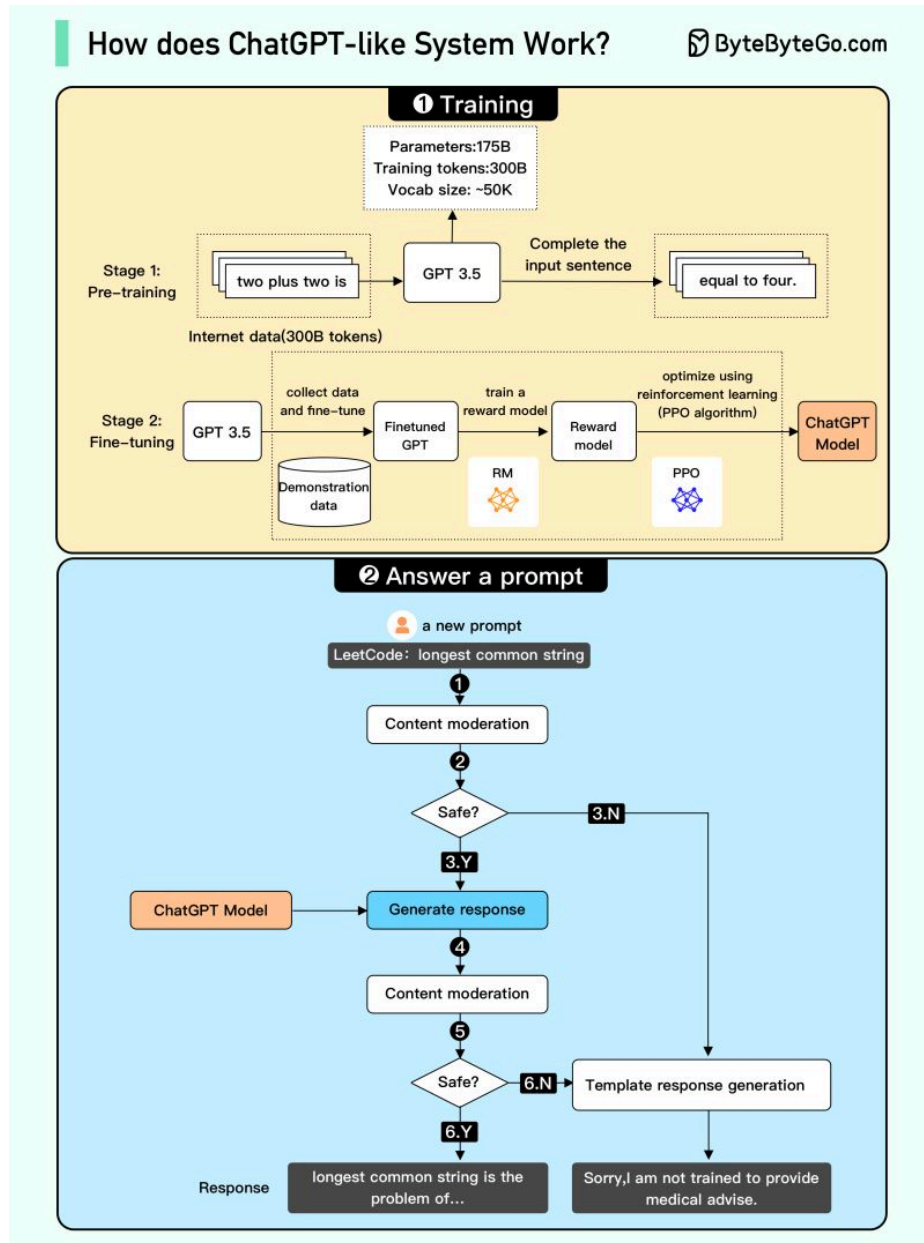 How does ChatGPT-like System Work?
ByteByteGo.com
❶ Training
Parameters:175B
Training tokens:300B
Vocab size: ~50K
Stage 1:
Pre-training
two plus two is
GPT 3.5
Complete the
input sentence
equal to four.
Internet data(300B tokens)
Stage 2:
Fine-tuning
GPT 3.5
collect data
and fine-tune
Finetuned
GPT
train a
reward model
Reward
model
optimize using
reinforcement learning
(PPO algorithm)
ChatGPT
Model
Demonstration
data
RM
PPO
❷ Answer a prompt
a new prompt
LeetCode: longest common string
1
Content moderation
2
Safe?
3.N
3.Y
ChatGPT Model
Generate response
4
Content moderation
5
Safe?
6.N
Template response generation
6.Y
Response
longest common string is the
problem of...
Sorry,I am not trained to provide
medical advise.